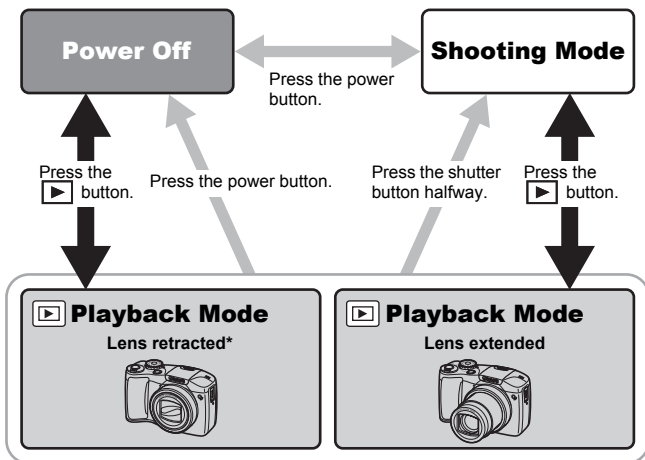 Power Off
Shooting Mode
Press the power
button.
Press the
button.
Press the power button.
Press the shutter
button halfway.
Press the
button.
Playback Mode
Lens retracted*
Playback Mode
Lens extended